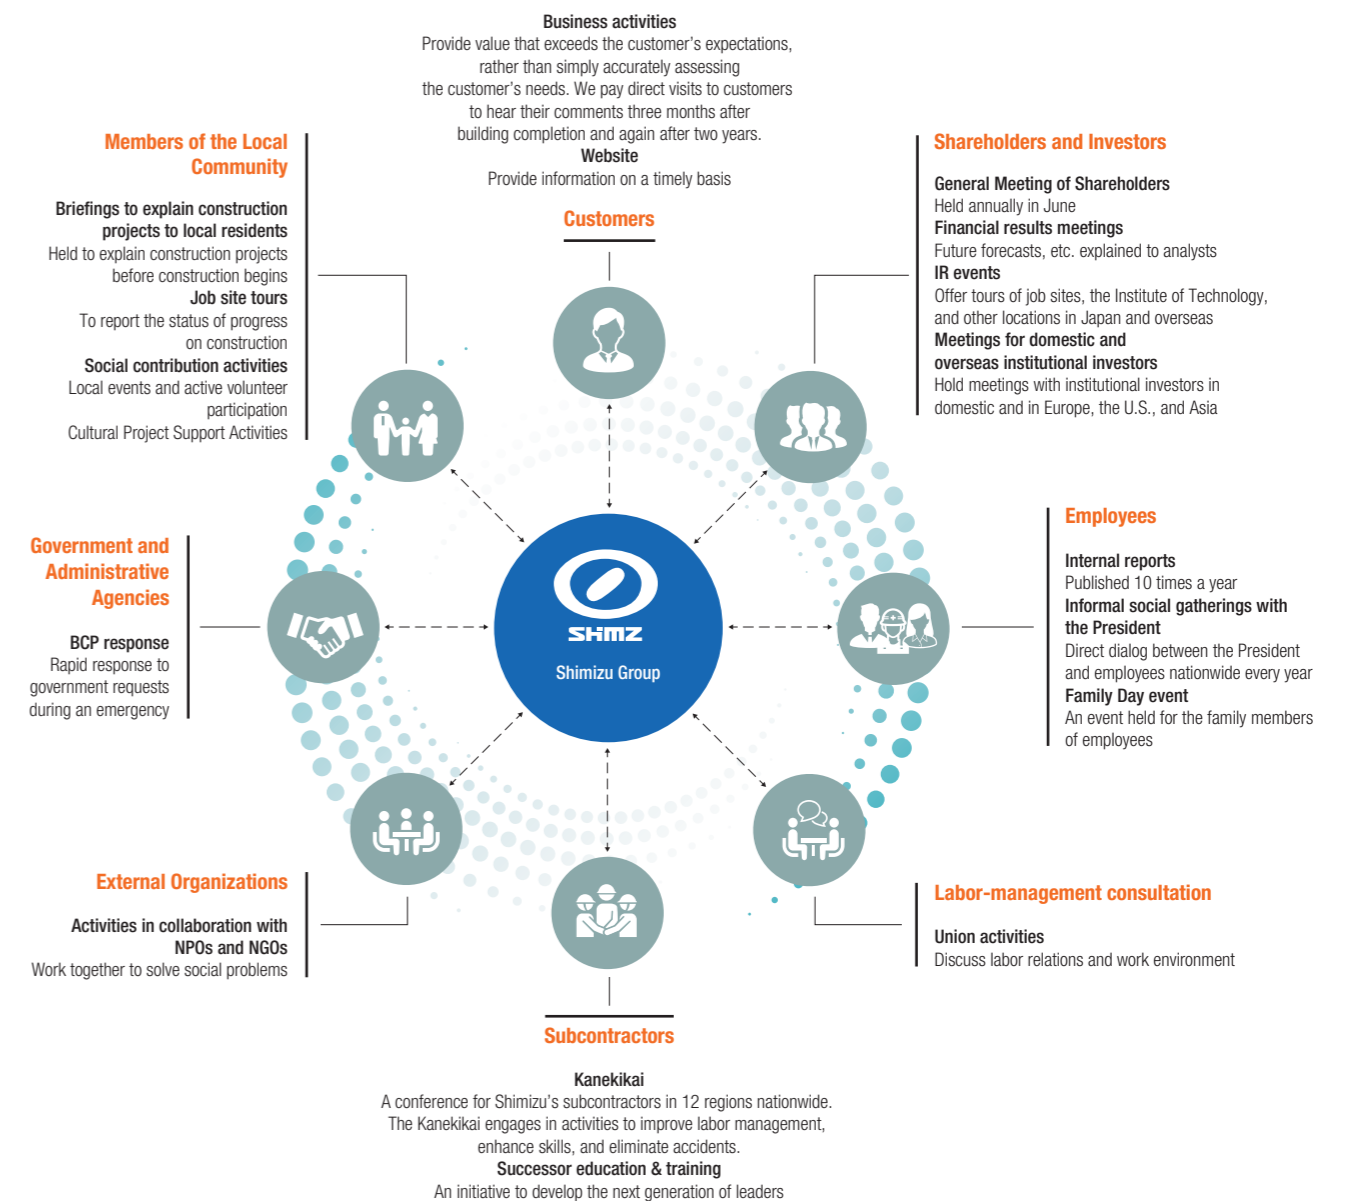 Business activities
Provide value that exceeds the customer's expectations,
rather than simply accurately assessing
the customer's needs. We pay direct visits to customers
to hear their comments three months after
building completion and again after two years.
Website
Provide information on a timely basis
Customers
Members of the Local
Community
Briefings to explain construction
projects to local residents
Held to explain construction projects
before construction begins
Job site tours
To report the status of progress
on construction
Social contribution activities
Local events and active volunteer
participation
Cultural Project Support Activities
Shareholders and Investors
General Meeting of Shareholders
Held annually in June
Financial results meetings
Future forecasts, etc. explained to analysts
IR events
Offer tours of job sites, the Institute of Technology,
and other locations in Japan and overseas
Meetings for domestic and
overseas institutional investors
Hold meetings with institutional investors in
domestic and in Europe, the U.S., and Asia
Government and
Administrative
Agencies
BCP response
Rapid response to
government requests
during an emergency
SHMZ
Shimizu Group
Employees
Internal reports
Published 10 times a year
Informal social gatherings with
the President
Direct dialog between the President
and employees nationwide every year
Family Day event
An event held for the family members
of employees
External Organizations
Activities in collaboration with
NPOs and NGOs
Work together to solve social problems
Labor-management consultation
Union activities
Discuss labor relations and work environment
Subcontractors
Kanekikai
A conference for Shimizu's subcontractors in 12 regions nationwide.
The Kanekikai engages in activities to improve labor management,
enhance skills, and eliminate accidents.
Successor education & training
An initiative to develop the next generation of leaders